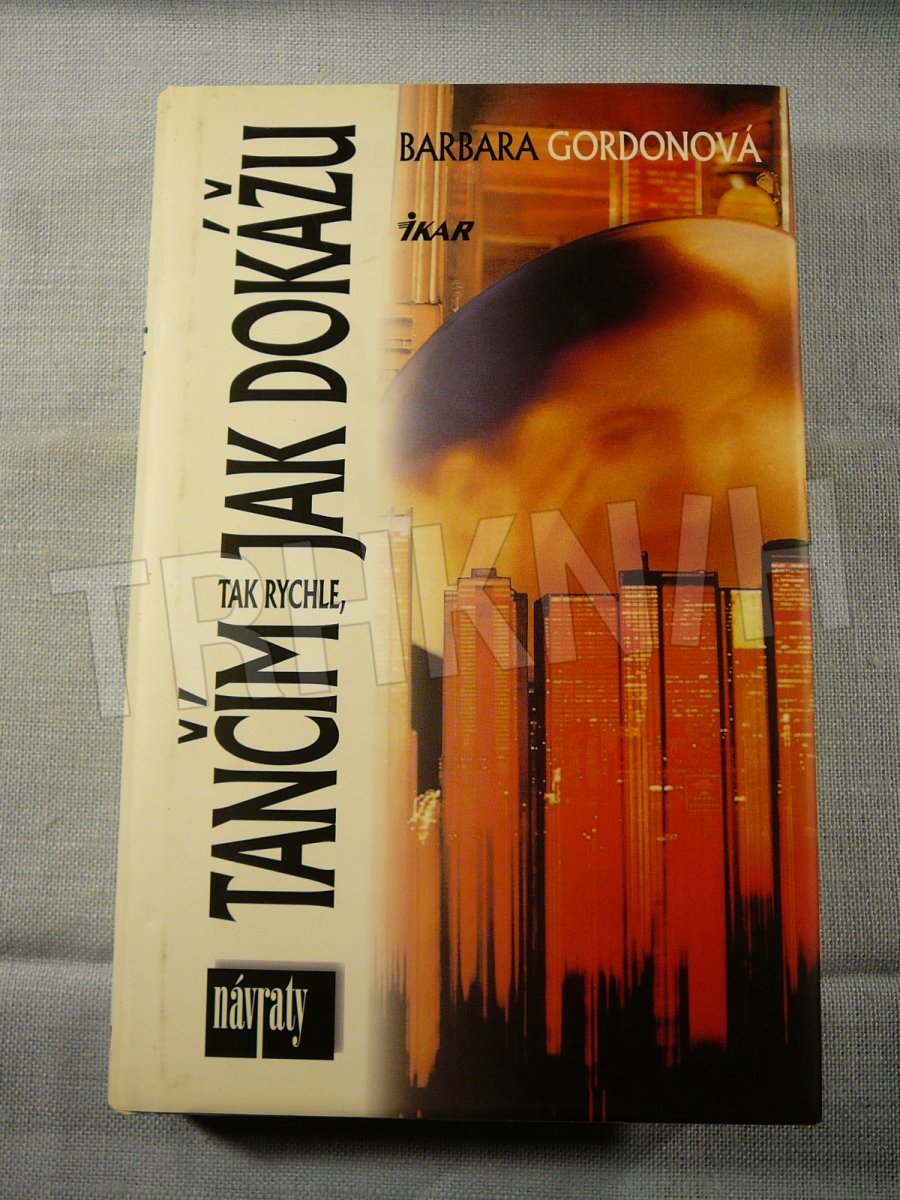 BARBARA GORDONOVÁ
IKAR
TANČÍM
TAK RYCHLE,
JAK DOKÁŽU
návraty
TRHKNIH